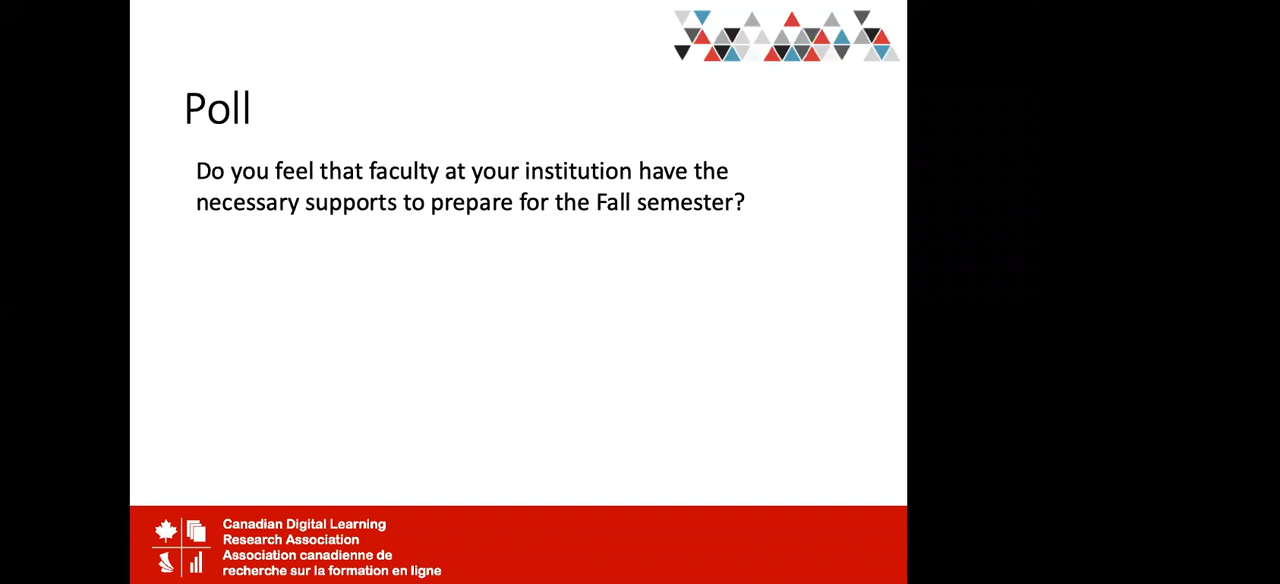 Poll
Do you feel that faculty at your institution have the
necessary supports to prepare for the Fall semester?
Canadian Digital Learning
Research Association
Association canadienne de
recherche sur la formation en ligne